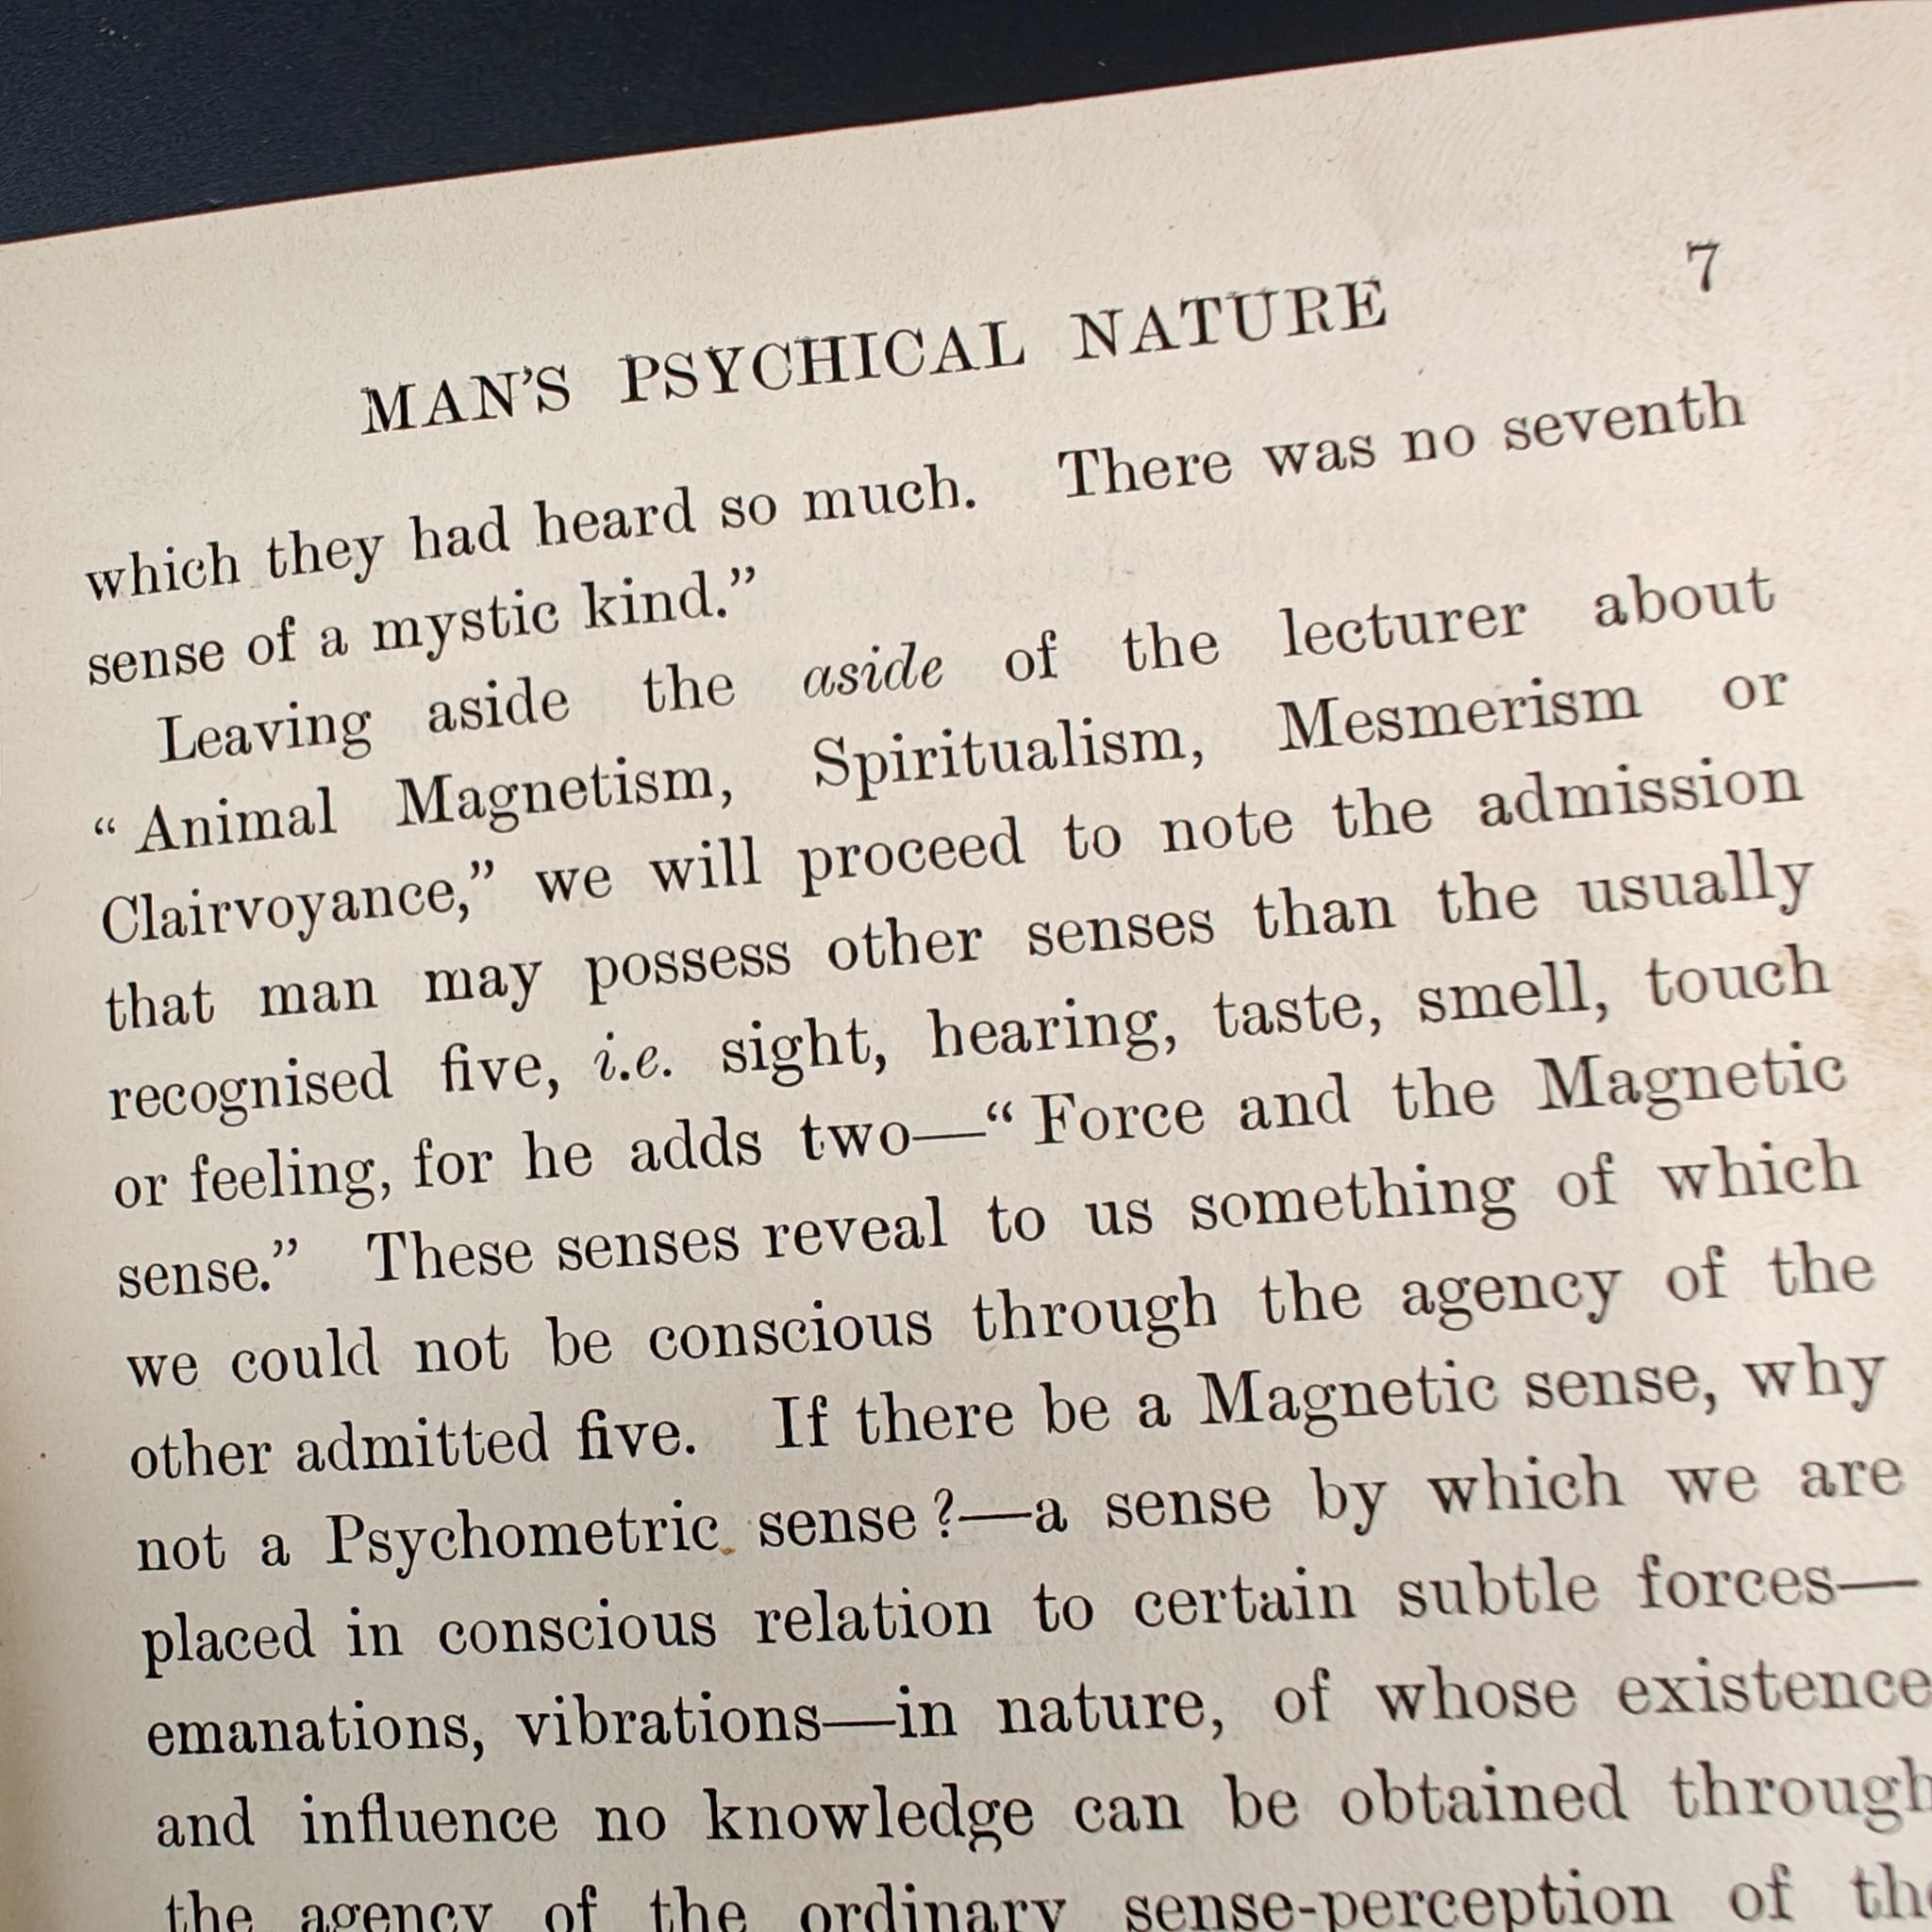 7
MAN'S PSYCHICAL NATURE
which they had heard so much. There was no seventh
sense of a mystic kind.”
Leaving aside the aside of the lecturer about
“Animal Magnetism, Spiritualism, Mesmerism or
Clairvoyance,” we will proceed to note the admission
that man may possess other senses than the usually
recognised five, i.e. sight, hearing, taste, smell, touch
or feeling, for he adds two—“Force and the Magnetic
sense.” These senses reveal to us something of which
we could not be conscious through the agency of the
other admitted five. If there be a Magnetic sense, why
not a Psychometric sense?—a sense by which we are
placed in conscious relation to certain subtle forces—
emanations, vibrations—in nature, of whose existence
and influence no knowledge can be obtained through
the agency of the ordinary sense-perception of the